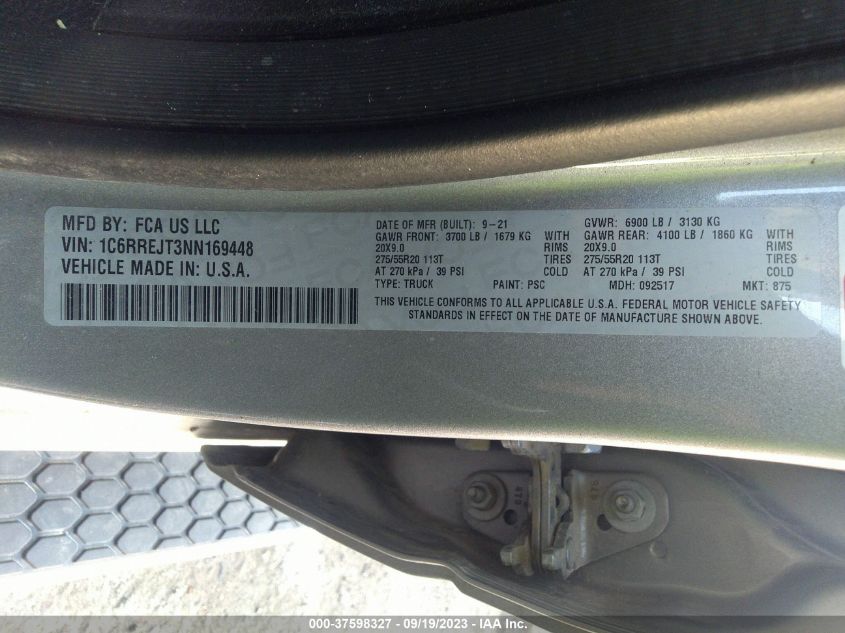 MFD BY: FCA US LLC
VIN: 1C6RREJT3NN169448
VEHICLE MADE IN: U.S.A.
DATE OF MFR (BUILT): 9-21 GVWR: 6900 LB / 3130 KG
GAWR FRONT: 3700 LB / 1679 KG WITH GAWR REAR: 4100 LB / 1860 KG WITH
20X9.0 RIMS 20X9.0 RIMS
275/55R20 113T TIRES 275/55R20 113T TIRES
AT 270 kPa / 39 PSI COLD AT 270 kPa / 39 PSI COLD
TYPE: TRUCK PAINT: PSC MDH: 092517 MKT: 875
THIS VEHICLE CONFORMS TO ALL APPLICABLE U.S.A. FEDERAL MOTOR VEHICLE SAFETY
STANDARDS IN EFFECT ON THE DATE OF MANUFACTURE SHOWN ABOVE.
000-37598327 - 09/19/2023 - IAAI.com